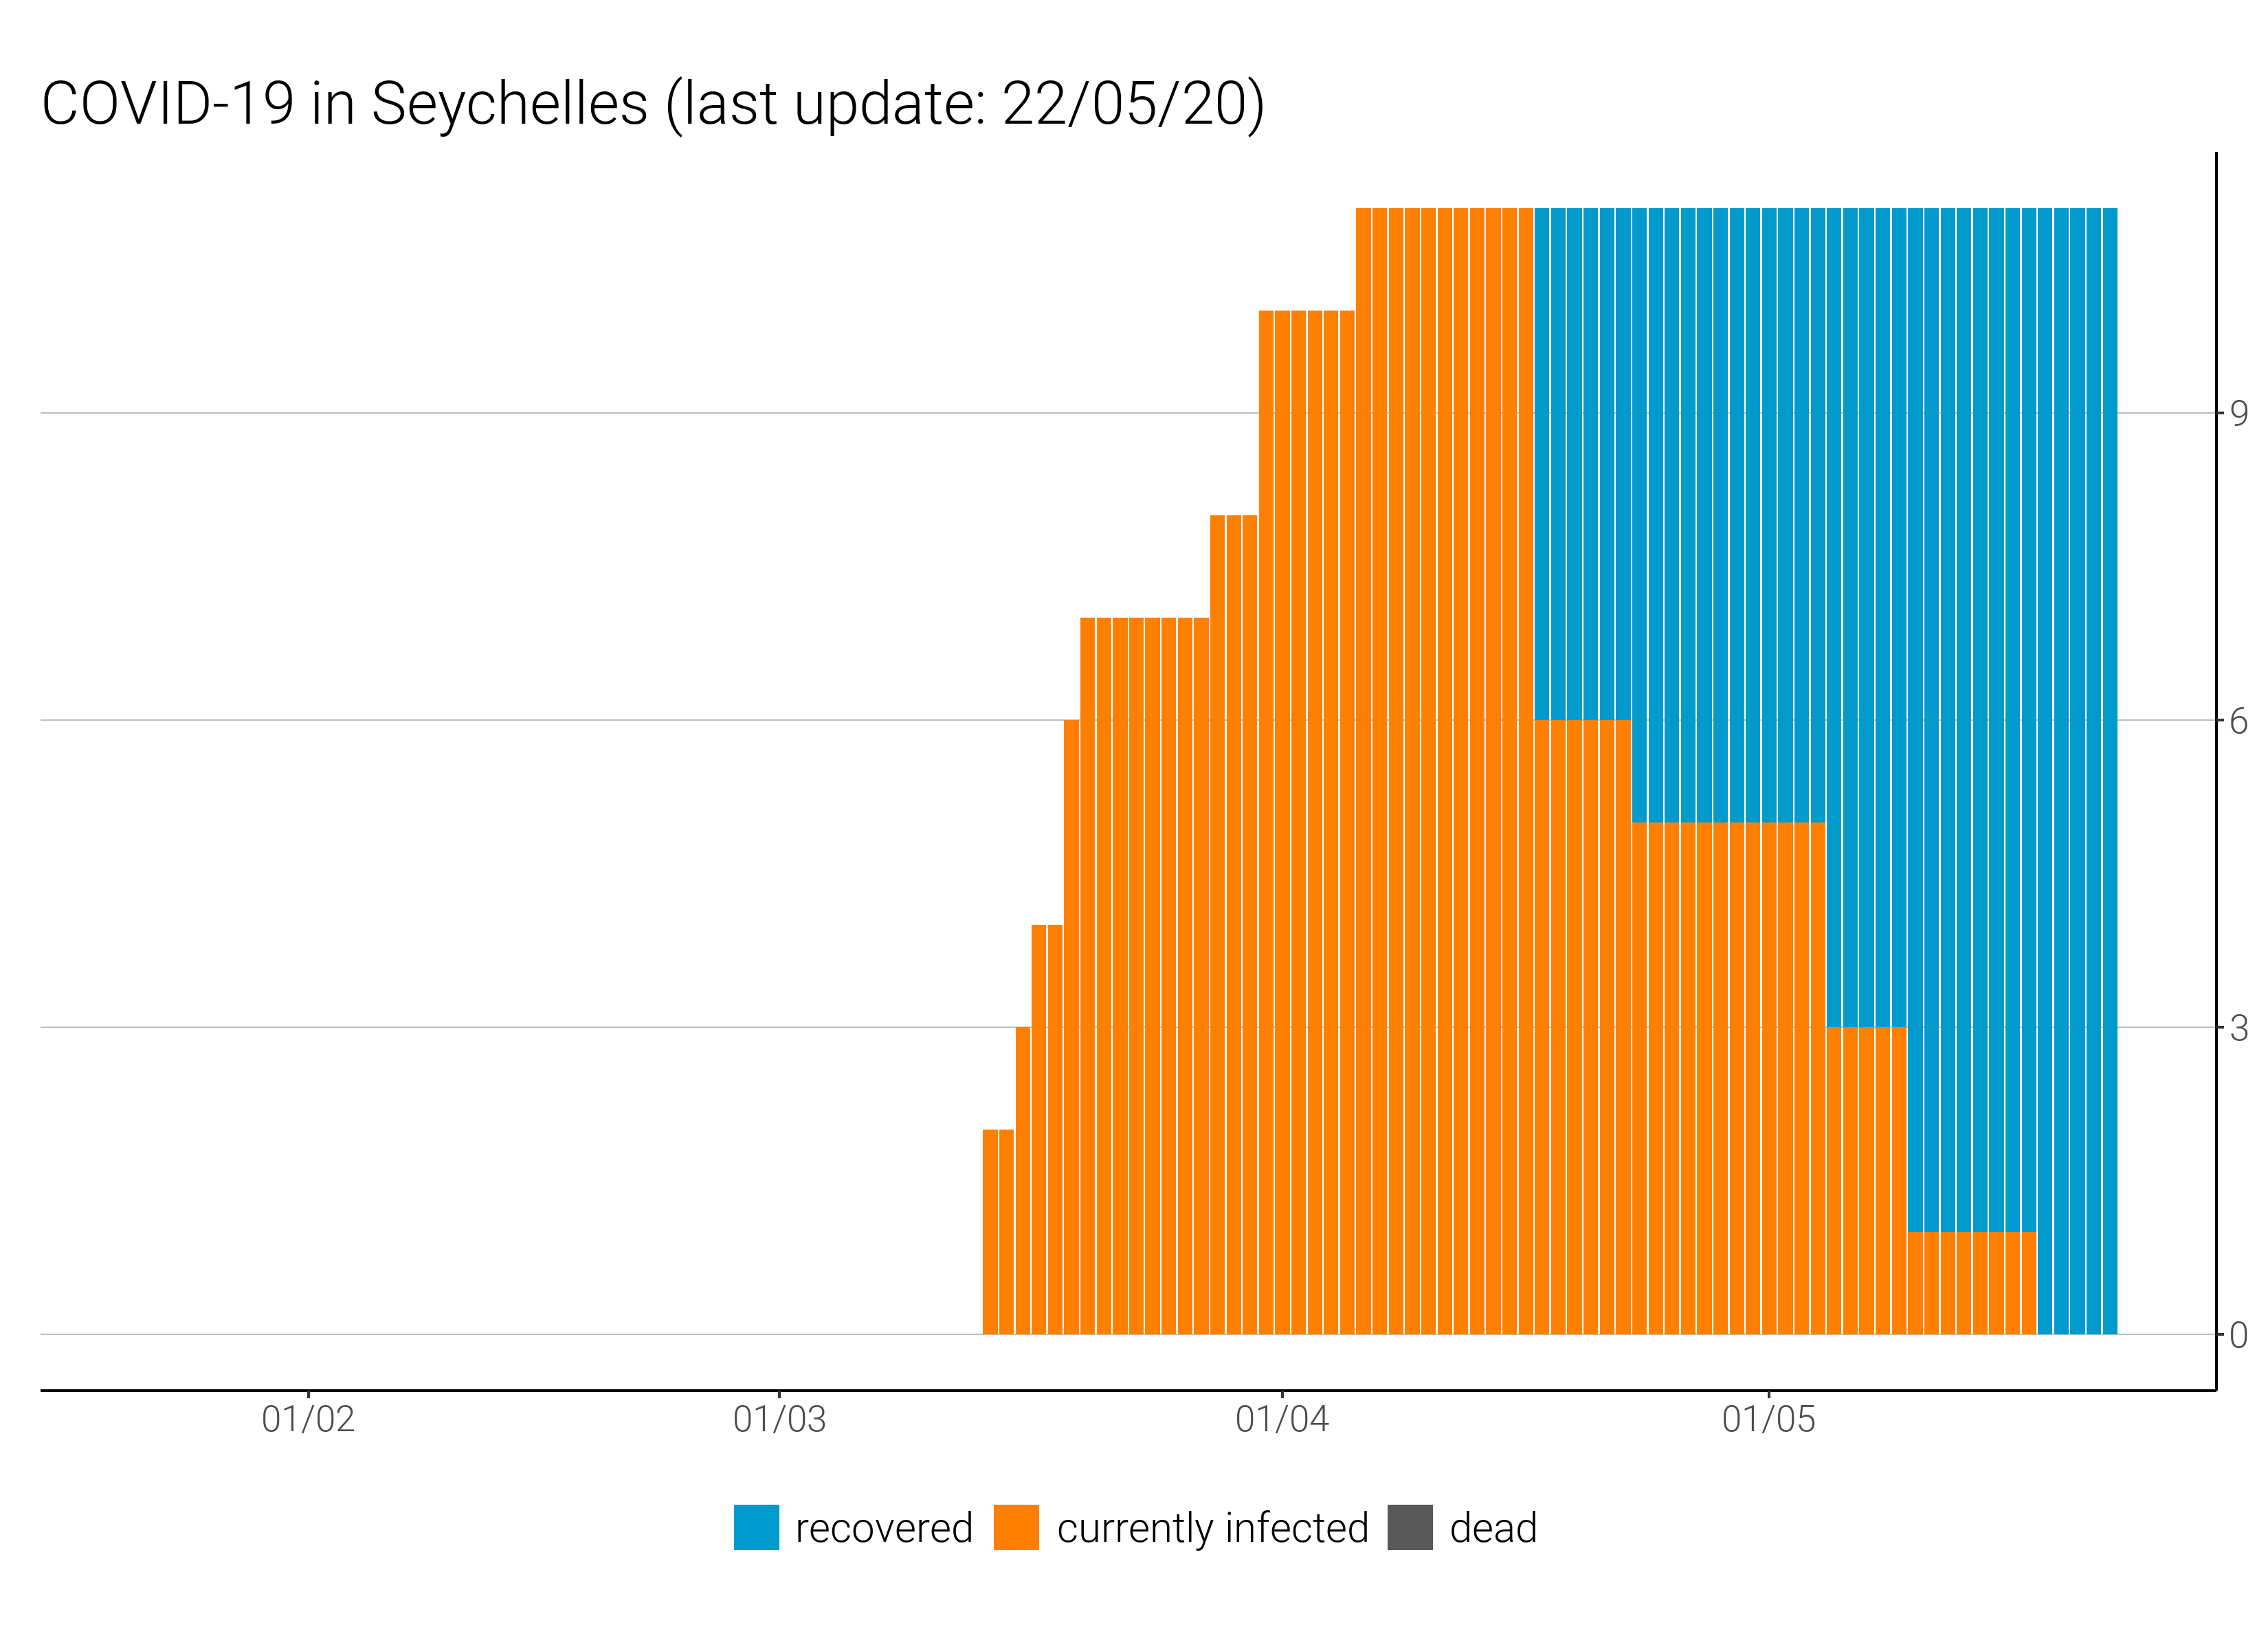 COVID-19 in Seychelles (last update: 22/05/20)
9
6
3
0
01/02 01/03 01/04 01/05
recovered currently infected dead